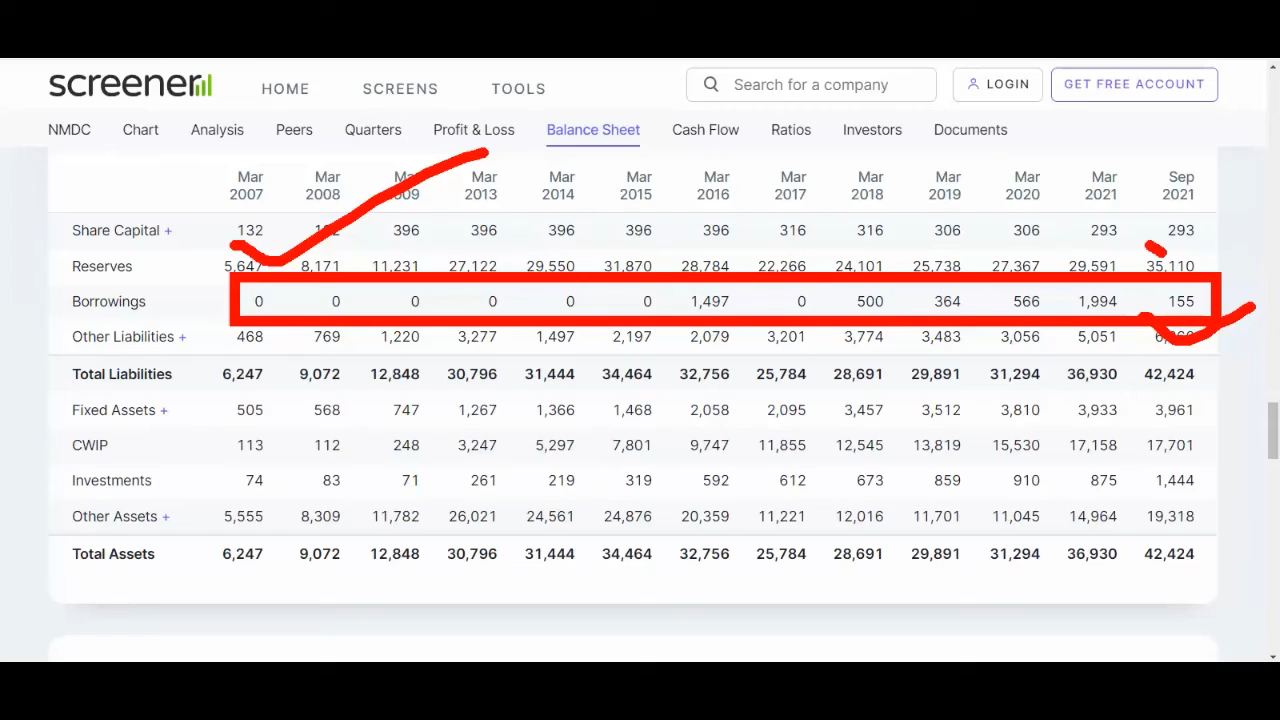 screener HOME SCREENS TOOLS Search for a company LOGIN GET FREE ACCOUNT
NMDC Chart Analysis Peers Quarters Profit & Loss Balance Sheet Cash Flow Ratios Investors Documents
Mar Mar Mar Mar Mar Mar Mar Mar Mar Mar Mar Sep
2007 2008 2009 2013 2014 2015 2016 2017 2018 2019 2020 2021 2021
Share Capital + 132 396 396 396 396 396 316 316 306 306 293 293
Reserves 5,647 8,171 11,231 27,122 29,550 31,870 28,784 22,266 24,101 25,738 27,367 29,591 35,110
Borrowings 0 0 0 0 0 0 1,497 0 500 364 566 1,994 155
Other Liabilities + 468 769 1,220 3,277 1,497 2,197 2,079 3,201 3,774 3,483 3,056 5,051
Total Liabilities 6,247 9,072 12,848 30,796 31,444 34,464 32,756 25,784 28,691 29,891 31,294 36,930 42,424
Fixed Assets + 505 568 747 1,267 1,366 1,468 2,058 2,095 3,457 3,512 3,810 3,933 3,961
CWIP 113 112 248 3,247 5,297 7,801 9,747 11,855 12,545 13,819 15,530 17,158 17,701
Investments 74 83 71 261 219 319 592 612 673 859 910 875 1,444
Other Assets + 5,555 8,309 11,782 26,021 24,561 24,876 20,359 11,221 12,016 11,701 11,045 14,964 19,318
Total Assets 6,247 9,072 12,848 30,796 31,444 34,464 32,756 25,784 28,691 29,891 31,294 36,930 42,424